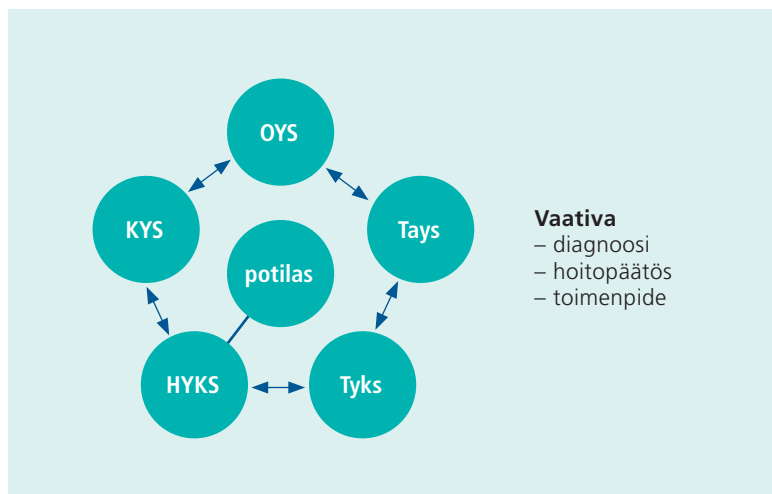 OYS
KYS
Tays
potilas
HYKS
Tyks
Vaativa
– diagnoosi
– hoitopäätös
– toimenpide